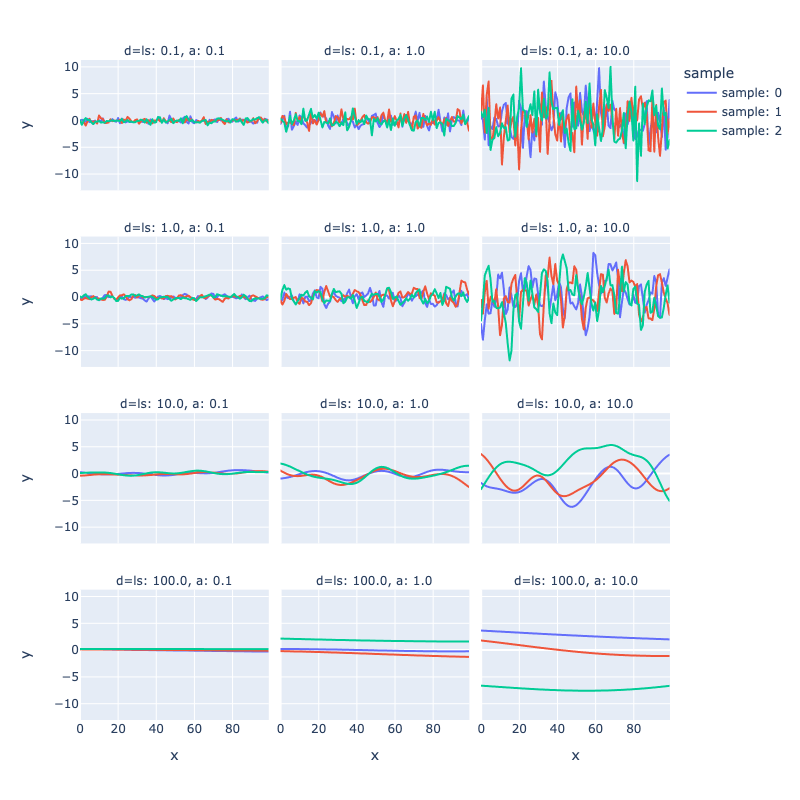 d=ls: 0.1, a: 0.1
d=ls: 0.1, a: 1.0
d=ls: 0.1, a: 10.0
10
5
0
−5
−10
y
sample
sample: 0
sample: 1
sample: 2
d=ls: 1.0, a: 0.1
d=ls: 1.0, a: 1.0
d=ls: 1.0, a: 10.0
10
5
0
−5
−10
y
d=ls: 10.0, a: 0.1
d=ls: 10.0, a: 1.0
d=ls: 10.0, a: 10.0
10
5
0
−5
−10
y
d=ls: 100.0, a: 0.1
d=ls: 100.0, a: 1.0
d=ls: 100.0, a: 10.0
10
5
0
−5
−10
y
0 20 40 60 80
0 20 40 60 80
0 20 40 60 80
x
x
x